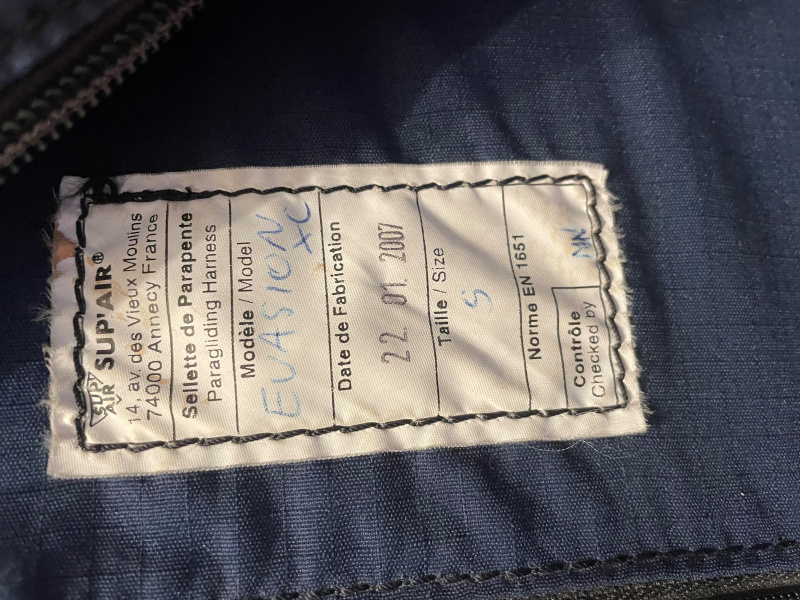 SUP'AIR SUP'AIR®
14, av. des Vieux Moulins
74000 Annecy France
Sellette de Parapente
Paragliding Harness
Modèle / Model
EVASION
XC
Date de Fabrication
22. 01. 2007
Taille / Size
S
Norme EN 1651
Contrôle
Checked by
MN